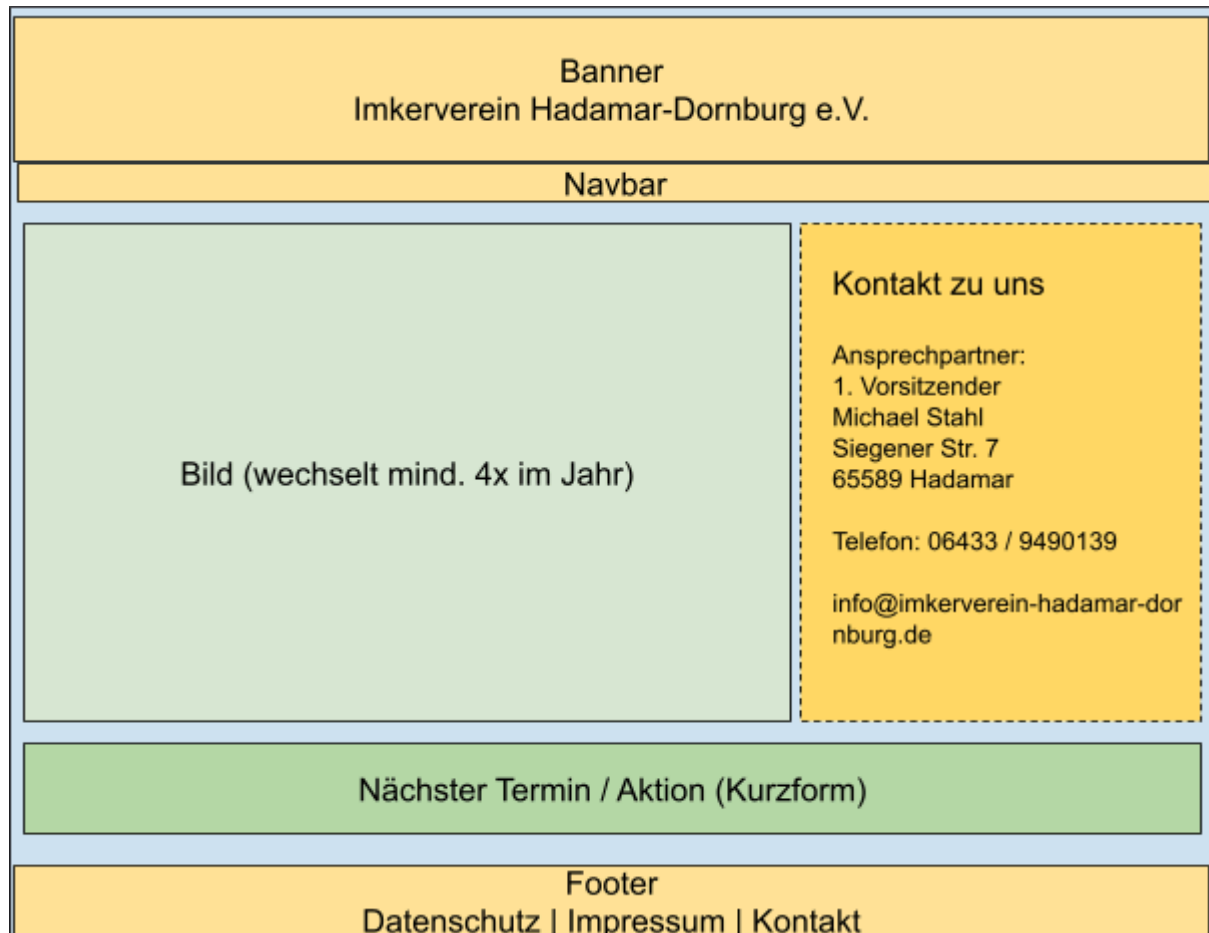 Banner
Imkerverein Hadamar-Dornburg e.V.
Navbar
Bild (wechselt mind. 4x im Jahr)
Kontakt zu uns
Ansprechpartner:
1. Vorsitzender
Michael Stahl
Siegener Str. 7
65589 Hadamar
Telefon: 06433 / 9490139
info@imkerverein-hadamar-dor
nburg.de
Nächster Termin / Aktion (Kurzform)
Footer
Datenschutz | Impressum | Kontakt